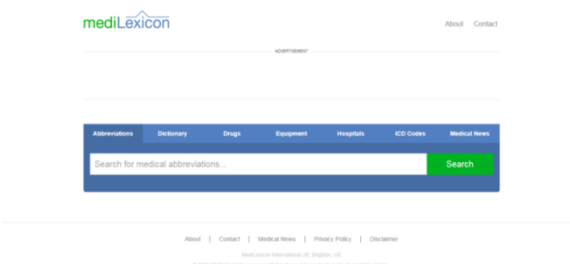 mediLexicon
About Contact
ADVERTISEMENT
Abbreviations Dictionary Drugs Equipment Hospitals ICD Codes Medical News
Search for medical abbreviations... Search
About | Contact | Medical News | Privacy Policy | Disclaimer
MediLexicon International Ltd, Bexhill, UK